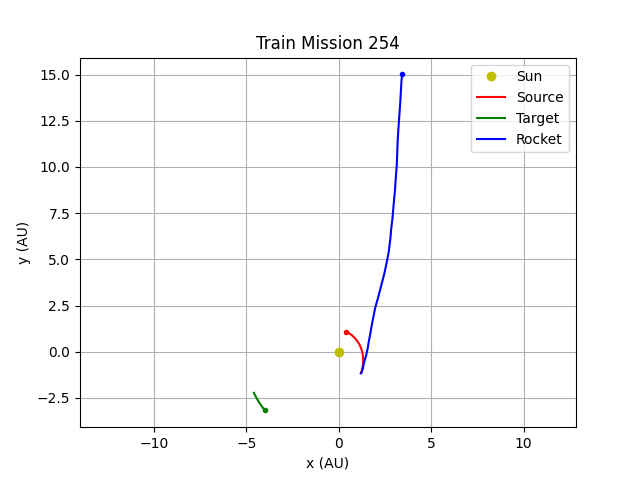 Train Mission 254
Sun
Source
Target
Rocket
15.0
12.5
10.0
7.5
5.0
2.5
0.0
−2.5
y (AU)
−10
−5
0
5
10
x (AU)